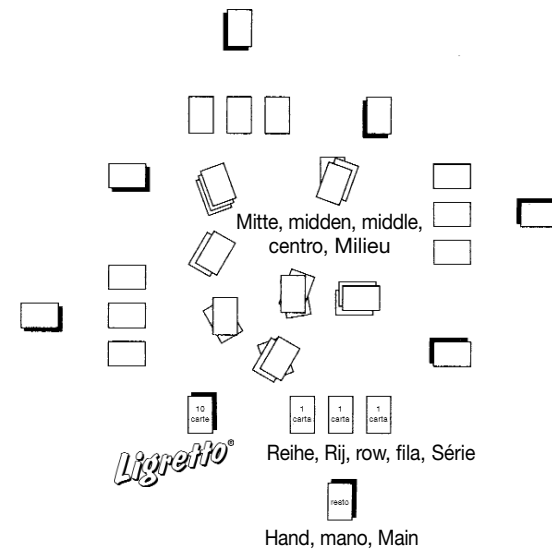 Mitte, midden, middle,
centro, Milieu
10
carte
1
carta
1
carta
1
carta
Ligretto®
Reihe, Rij, row, fila, Série
resto
Hand, mano, Main